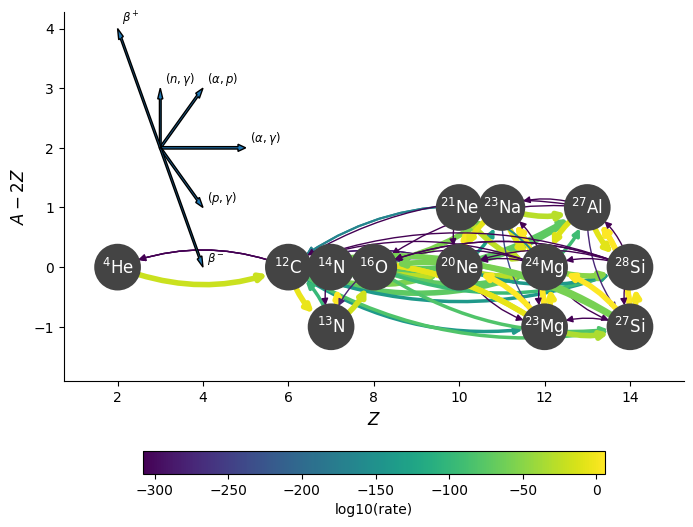 4
3
2
1
0
−1
A − 2Z
β⁺
(n, γ)
(α, p)
(α, γ)
(p, γ)
β⁻
²¹Ne
²³Na
²⁷Al
⁴He
¹²C
¹⁴N
¹⁶O
²⁰Ne
²⁴Mg
²⁸Si
¹³N
²³Mg
²⁷Si
2 4 6 8 10 12 14
Z
−300 −250 −200 −150 −100 −50 0
log10(rate)